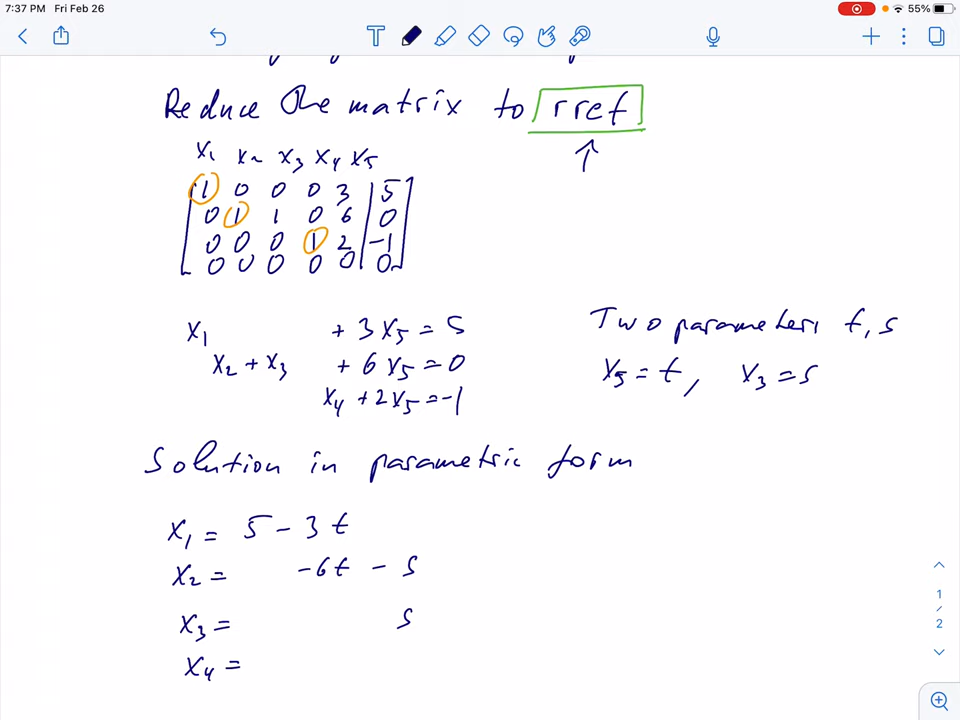 7:37 PM Fri Feb 26
55%
Reduce the matrix to rref
x1 x2 x3 x4 x5
1 0 0 0 3 | 5
0 1 1 0 6 | 0
0 0 0 1 2 | -1
0 0 0 0 0 | 0
x1 + 3x5 = 5
x2 + x3 + 6x5 = 0
x4 + 2x5 = -1
Two parameters t, s
x5 = t, x3 = s
Solution in parametric form
x1 = 5 - 3t
x2 = -6t - s
x3 = s
x4 =
1
/
2